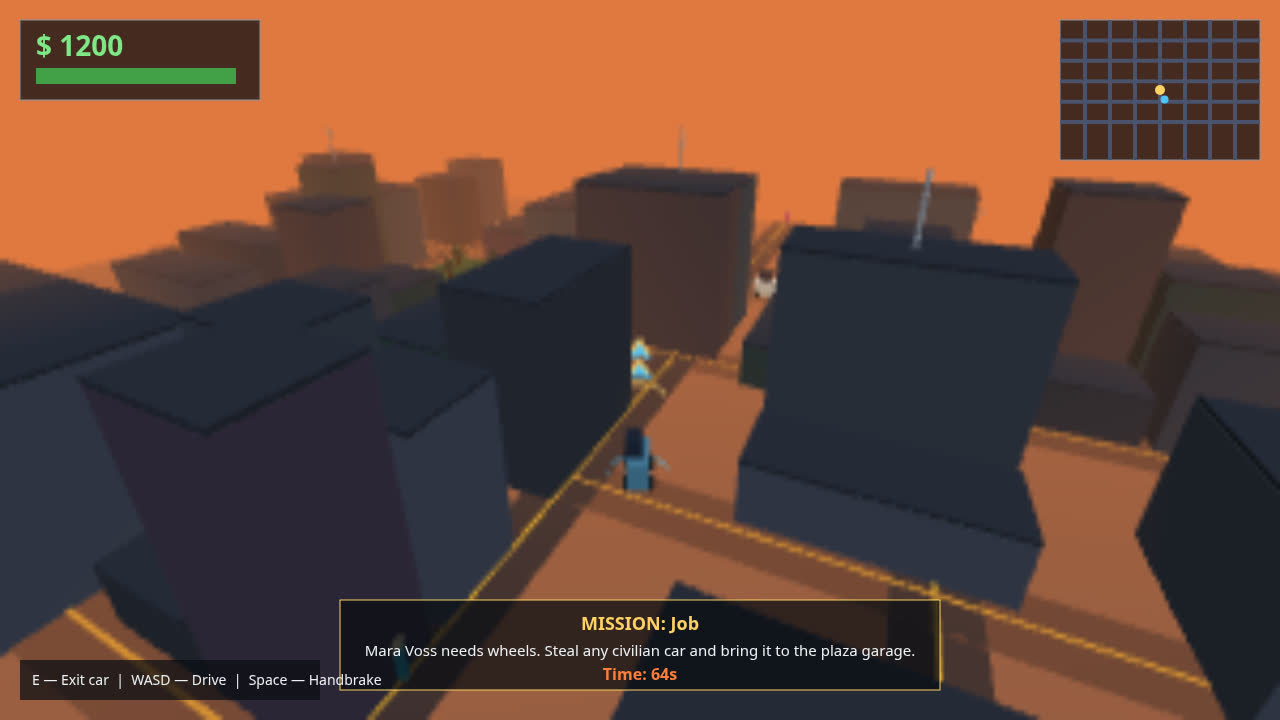 $ 1200
MISSION: Job
Mara Voss needs wheels. Steal any civilian car and bring it to the plaza garage.
Time: 64s
E — Exit car | WASD — Drive | Space — Handbrake